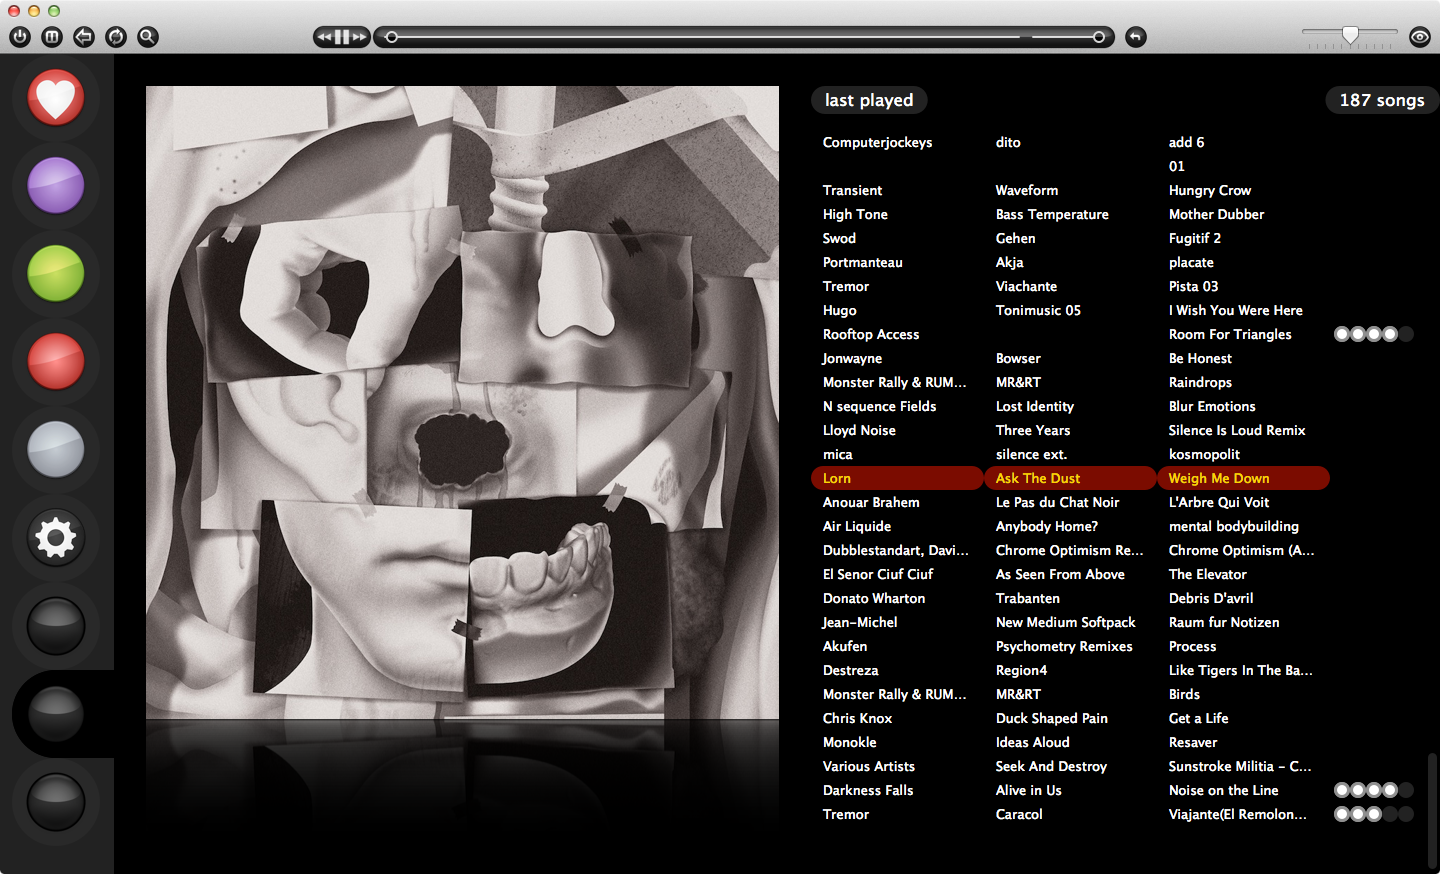 last played 187 songs
Computerjockeys dito add 6
01
Transient Waveform Hungry Crow
High Tone Bass Temperature Mother Dubber
Swod Gehen Fugitif 2
Portmanteau Akja placate
Tremor Viachante Pista 03
Hugo Tonimusic 05 I Wish You Were Here
Rooftop Access Room For Triangles
Jonwayne Bowser Be Honest
Monster Rally & RUM... MR&RT Raindrops
N sequence Fields Lost Identity Blur Emotions
Lloyd Noise Three Years Silence Is Loud Remix
mica silence ext. kosmopolit
Lorn Ask The Dust Weigh Me Down
Anouar Brahem Le Pas du Chat Noir L'Arbre Qui Voit
Air Liquide Anybody Home? mental bodybuilding
Dubblestandart, Davi... Chrome Optimism Re... Chrome Optimism (A...
El Senor Ciuf Ciuf As Seen From Above The Elevator
Donato Wharton Trabanten Debris D'avril
Jean-Michel New Medium Softpack Raum fur Notizen
Akufen Psychometry Remixes Process
Destreza Region4 Like Tigers In The Ba...
Monster Rally & RUM... MR&RT Birds
Chris Knox Duck Shaped Pain Get a Life
Monokle Ideas Aloud Resaver
Various Artists Seek And Destroy Sunstroke Militia - C...
Darkness Falls Alive in Us Noise on the Line
Tremor Caracol Viajante(El Remolon...